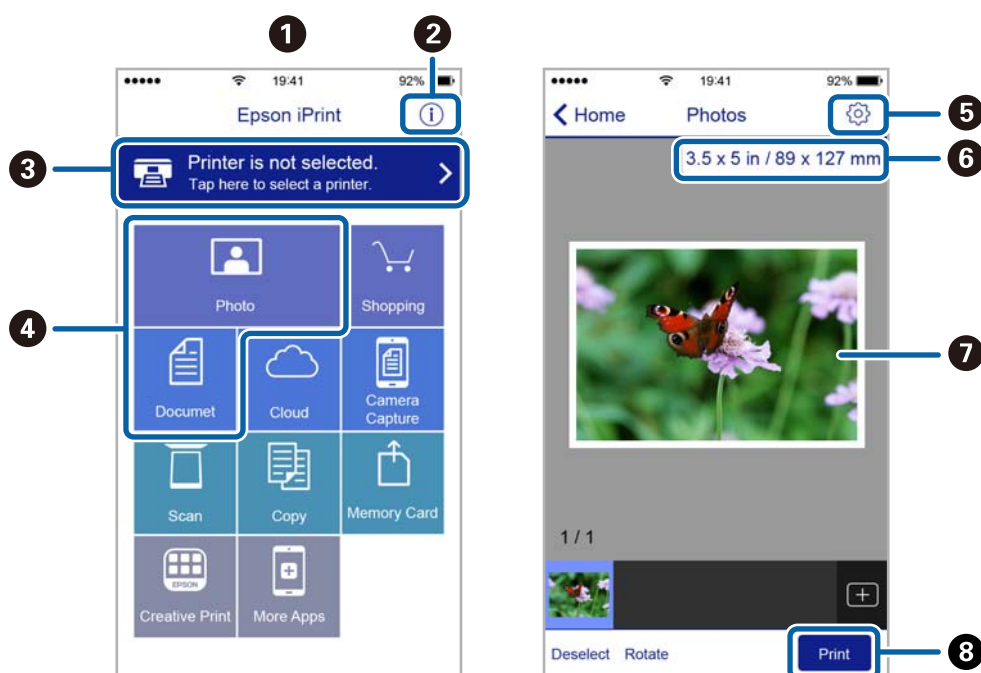 1
2
19:41
92%
Epson iPrint
3
Printer is not selected.
Tap here to select a printer.
4
Photo
Shopping
Documet
Cloud
Camera
Capture
Scan
Copy
Memory Card
EPSON
Creative Print
More Apps
19:41
92%
Home
Photos
5
3.5 x 5 in / 89 x 127 mm
6
7
1 / 1
Deselect
Rotate
Print
8